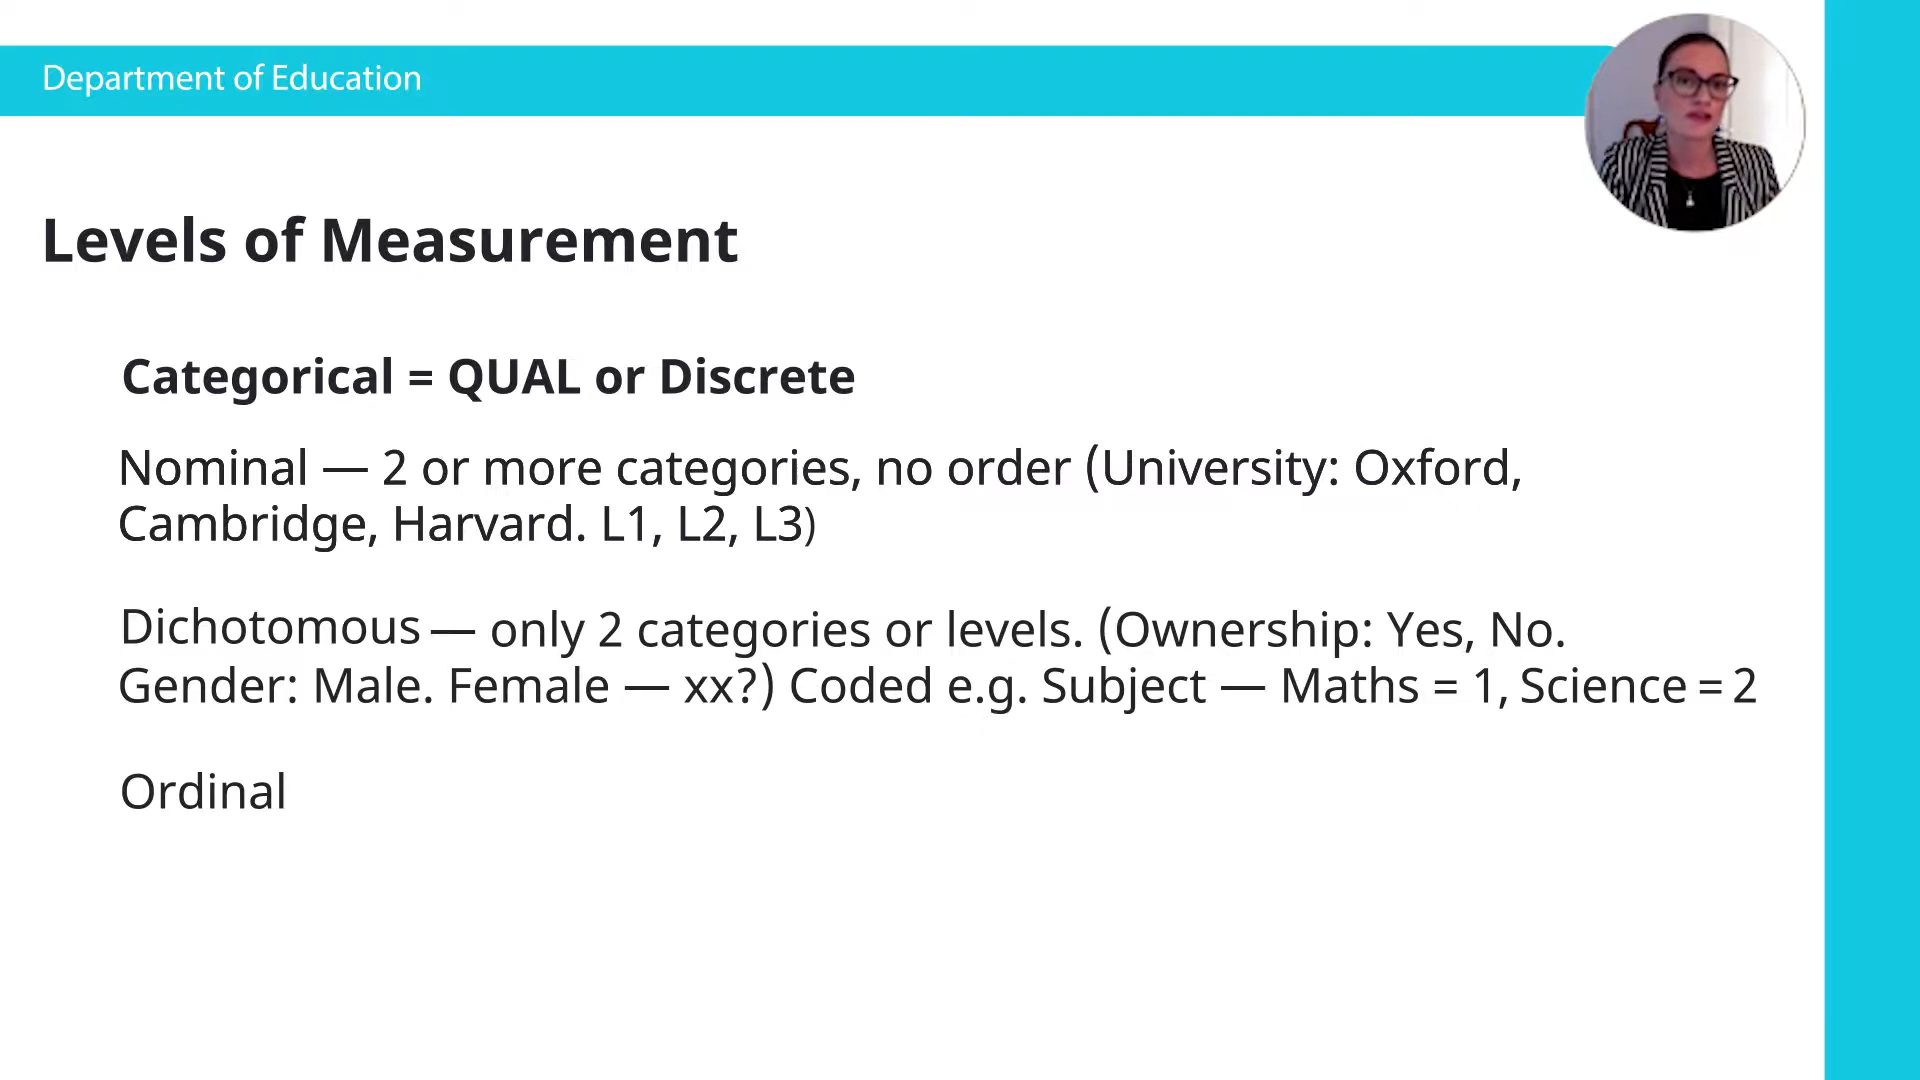 Department of Education
Levels of Measurement
Categorical = QUAL or Discrete
Nominal — 2 or more categories, no order (University: Oxford,
Cambridge, Harvard. L1, L2, L3)
Dichotomous — only 2 categories or levels. (Ownership: Yes, No.
Gender: Male. Female — xx?) Coded e.g. Subject — Maths = 1, Science = 2
Ordinal